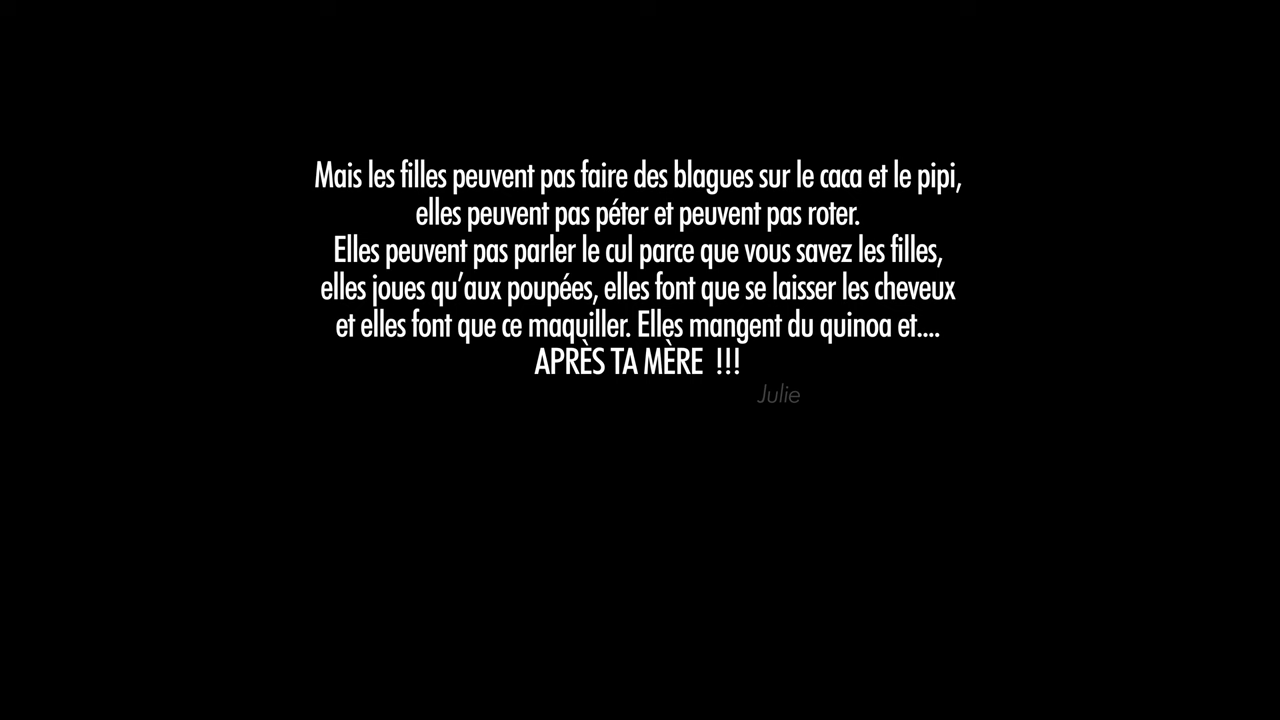 Mais les filles peuvent pas faire des blagues sur le caca et le pipi,
elles peuvent pas péter et peuvent pas roter.
Elles peuvent pas parler le cul parce que vous savez les filles,
elles joues qu’aux poupées, elles font que se laisser les cheveux
et elles font que ce maquiller. Elles mangent du quinoa et....
APRÈS TA MÈRE  !!!
Julie